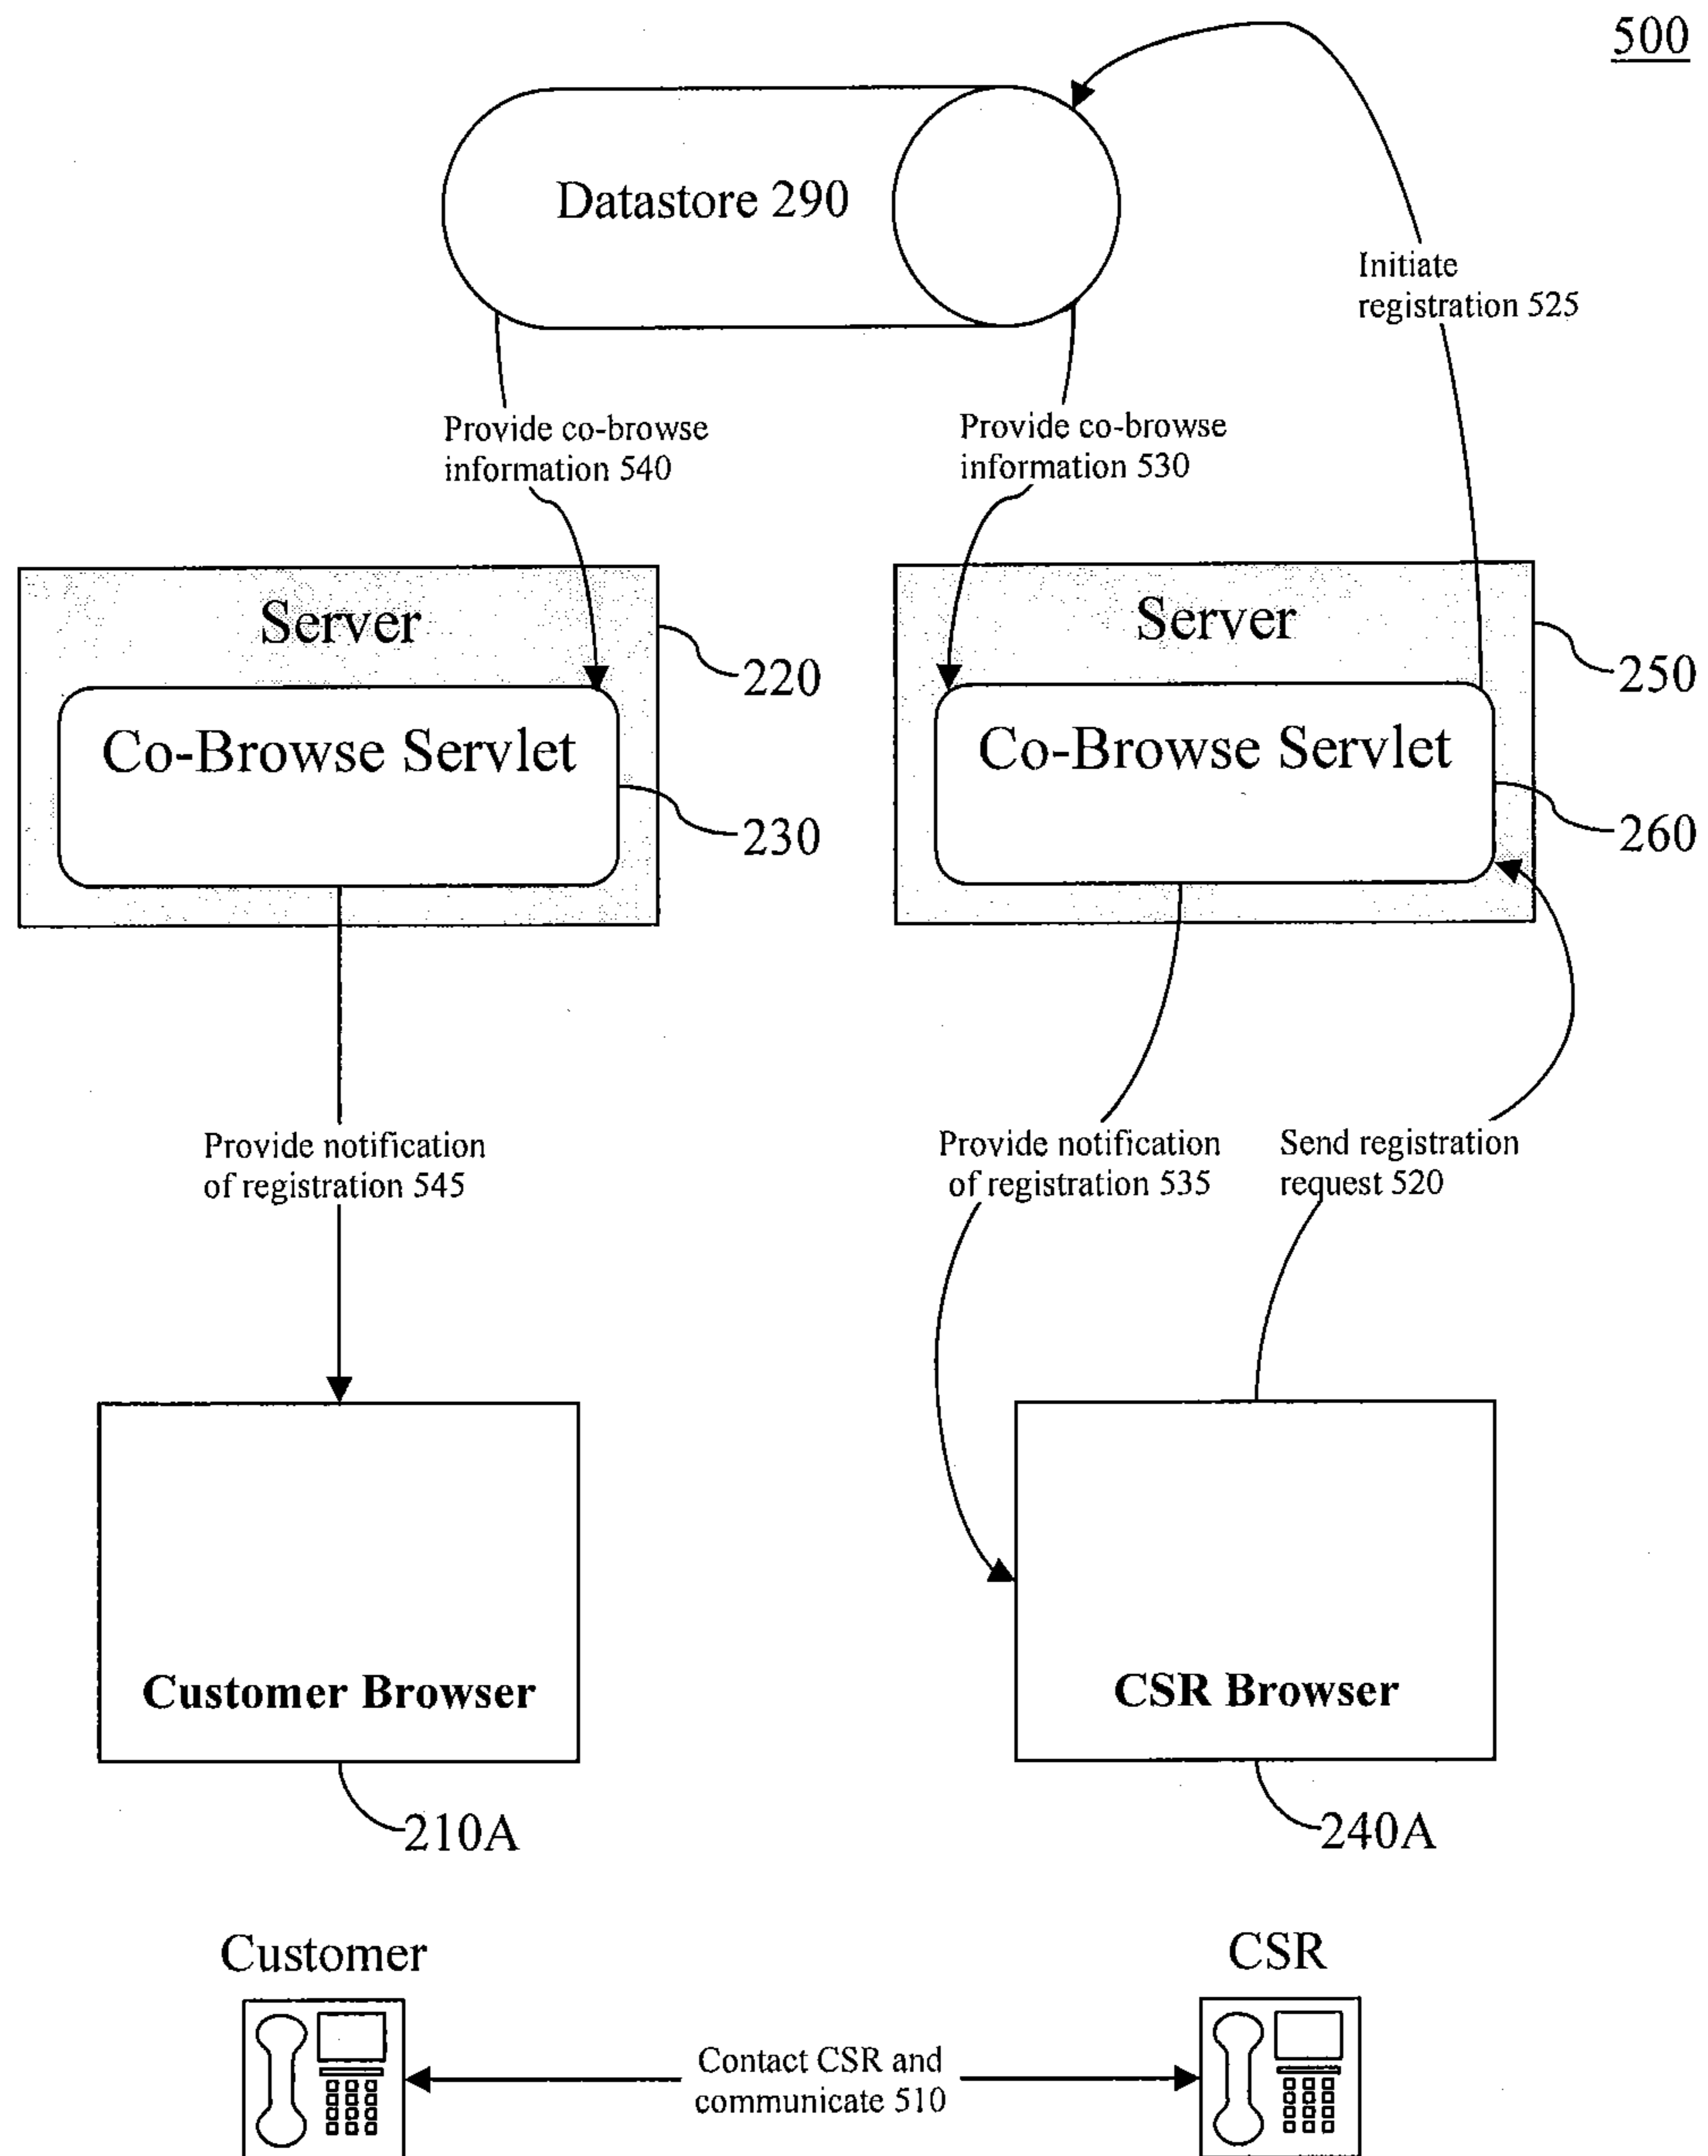 500
Datastore 290
Initiate
registration 525
Provide co-browse
information 540
Provide co-browse
information 530
Server
220
Co-Browse Servlet
230
Server
250
Co-Browse Servlet
260
Provide notification
of registration 545
Provide notification
of registration 535
Send registration
request 520
Customer Browser
210A
CSR Browser
240A
Customer
CSR
Contact CSR and
communicate 510